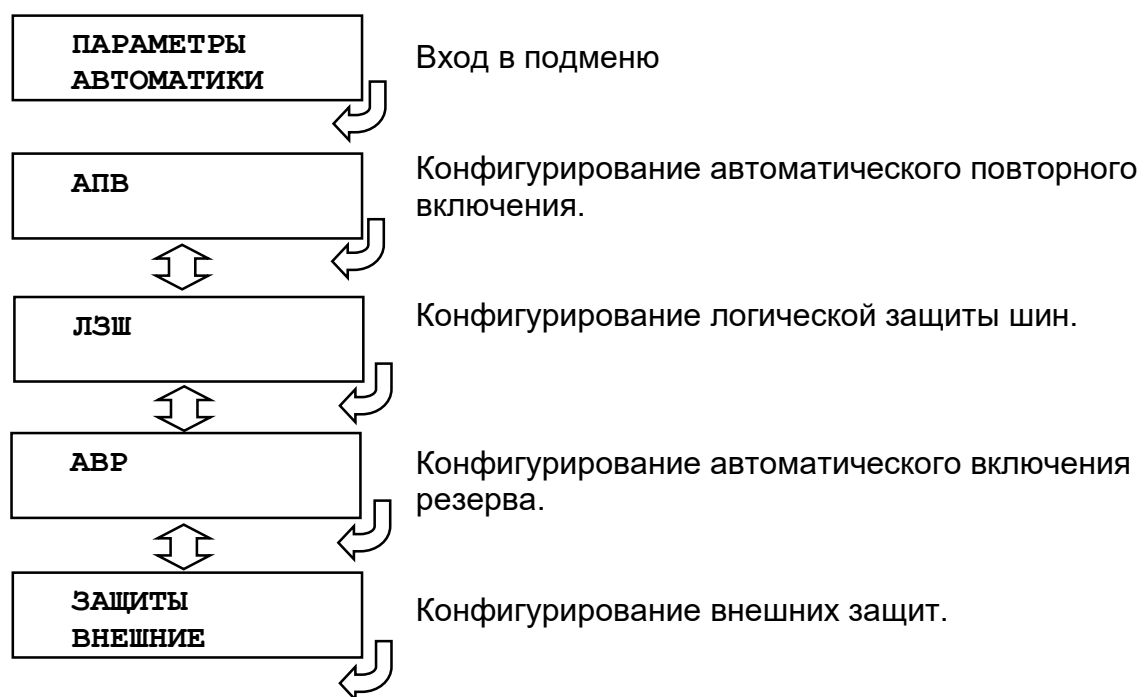 ПАРАМЕТРЫ
АВТОМАТИКИ
Вход в подменю
АПВ
Конфигурирование автоматического повторного
включения.
ЛЗШ
Конфигурирование логической защиты шин.
АВР
Конфигурирование автоматического включения
резерва.
ЗАЩИТЫ
ВНЕШНИЕ
Конфигурирование внешних защит.